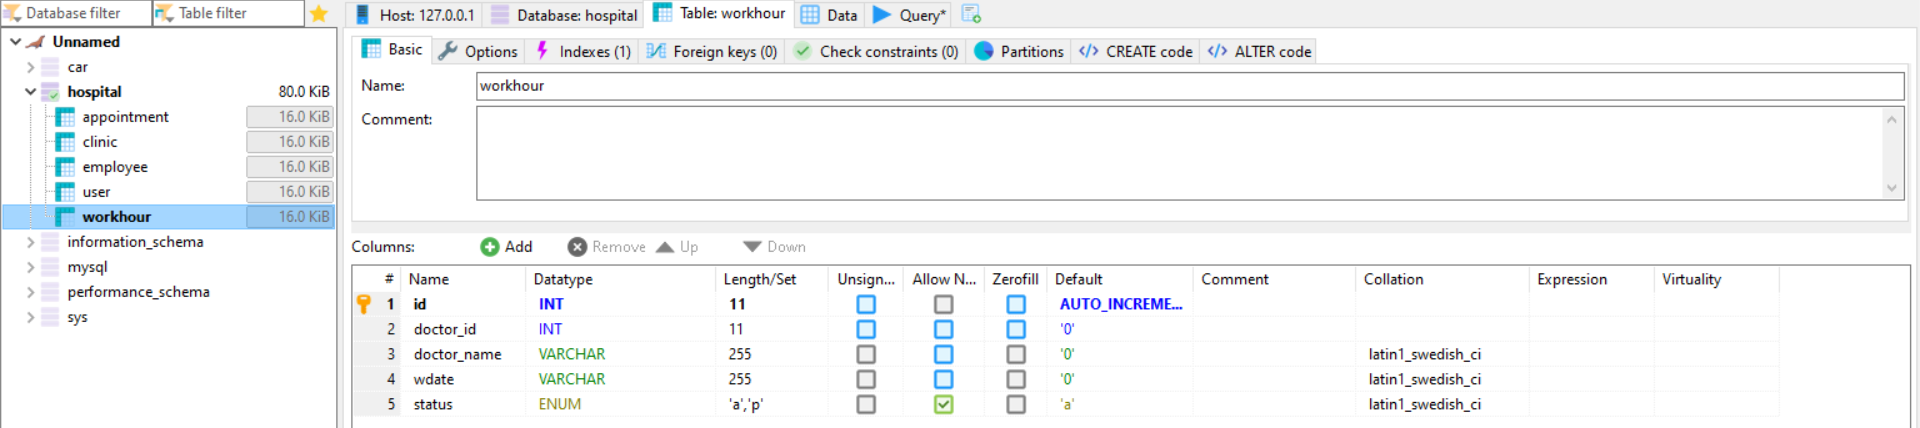 Database filter Table filter Host: 127.0.0.1 Database: hospital Table: workhour Data Query*
Unnamed
car
hospital 80.0 KiB
appointment 16.0 KiB
clinic 16.0 KiB
employee 16.0 KiB
user 16.0 KiB
workhour 16.0 KiB
information_schema
mysql
performance_schema
sys
Basic Options Indexes (1) Foreign keys (0) Check constraints (0) Partitions CREATE code ALTER code
Name: workhour
Comment:
Columns: Add Remove Up Down
# Name Datatype Length/Set Unsign... Allow N... Zerofill Default Comment Collation Expression Virtuality
1 id INT 11 AUTO_INCREME...
2 doctor_id INT 11 '0'
3 doctor_name VARCHAR 255 '0' latin1_swedish_ci
4 wdate VARCHAR 255 '0' latin1_swedish_ci
5 status ENUM 'a','p' 'a' latin1_swedish_ci